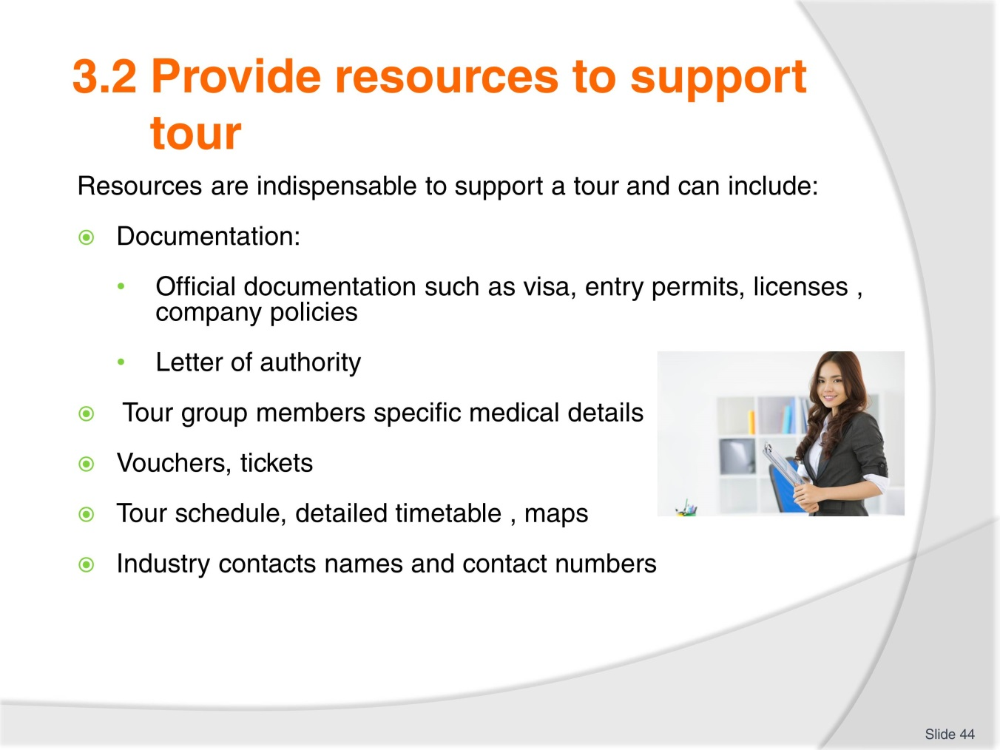 3.2 Provide resources to support
tour
Resources are indispensable to support a tour and can include:
Documentation:
• Official documentation such as visa, entry permits, licenses ,
company policies
• Letter of authority
Tour group members specific medical details
Vouchers, tickets
Tour schedule, detailed timetable , maps
Industry contacts names and contact numbers
Slide 44